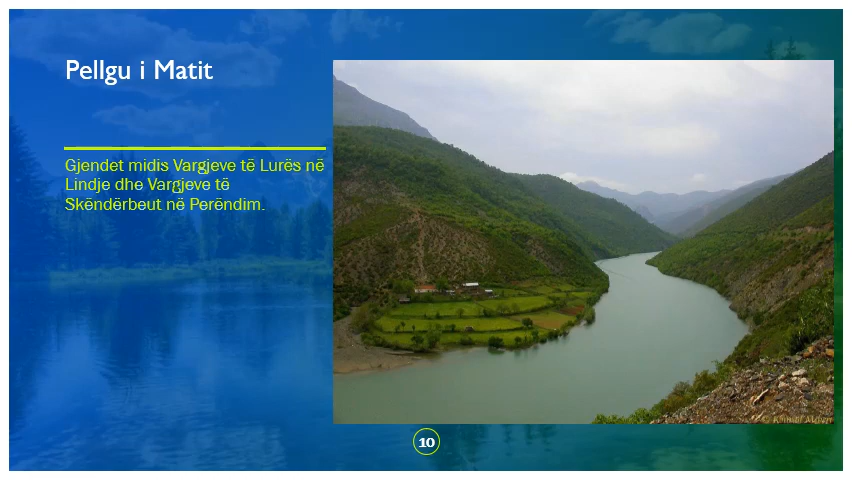 Pellgu i Matit
Gjendet midis Vargjeve të Lurës në
Lindje dhe Vargjeve të
Skëndërbeut në Perëndim.
10